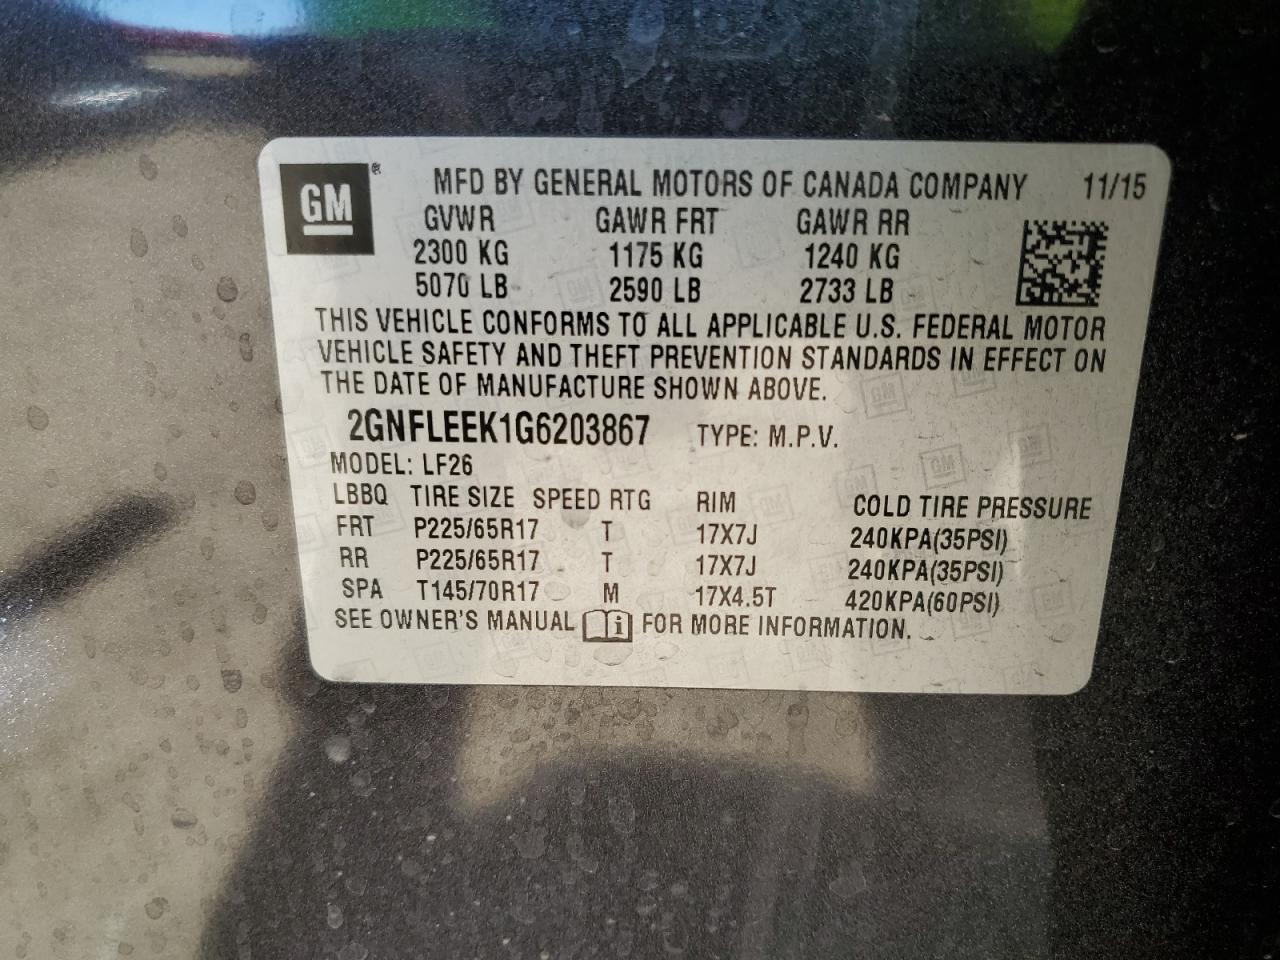 GM® MFD BY GENERAL MOTORS OF CANADA COMPANY 11/15
GVWR GAWR FRT GAWR RR
2300 KG 1175 KG 1240 KG
5070 LB 2590 LB 2733 LB
THIS VEHICLE CONFORMS TO ALL APPLICABLE U.S. FEDERAL MOTOR
VEHICLE SAFETY AND THEFT PREVENTION STANDARDS IN EFFECT ON
THE DATE OF MANUFACTURE SHOWN ABOVE.
2GNFLEEK1G6203867 TYPE: M.P.V.
MODEL: LF26
LBBQ TIRE SIZE SPEED RTG RIM COLD TIRE PRESSURE
FRT P225/65R17 T 17X7J 240KPA(35PSI)
RR P225/65R17 T 17X7J 240KPA(35PSI)
SPA T145/70R17 M 17X4.5T 420KPA(60PSI)
SEE OWNER'S MANUAL i FOR MORE INFORMATION.